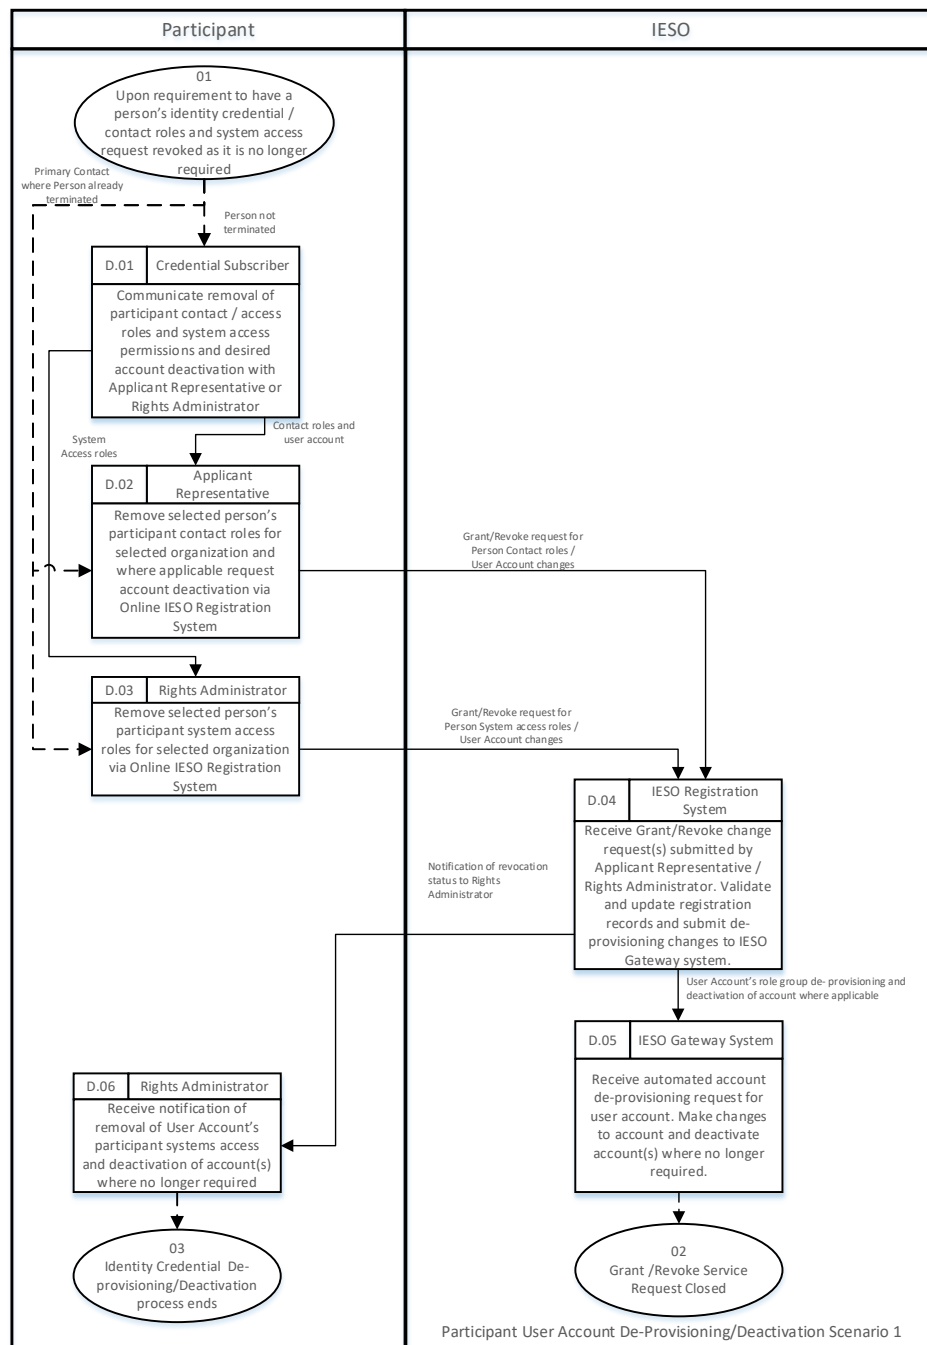 Participant
IESO
01
Upon requirement to have a
person's identity credential /
contact roles and system access
request revoked as it is no longer
required
Primary Contact
where Person already
terminated
Person not
terminated
D.01
Credential Subscriber
Communicate removal of
participant contact / access
roles and system access
permissions and desired
account deactivation with
Applicant Representative or
Rights Administrator
Contact roles and
user account
System
Access roles
D.02
Applicant
Representative
Remove selected person's
participant contact roles for
selected organization and
where applicable request
account deactivation via
Online IESO Registration
System
Grant/Revoke request for
Person Contact roles /
User Account changes
D.03
Rights Administrator
Remove selected person's
participant system access
roles for selected organization
via Online IESO Registration
System
Grant/Revoke request for
Person System access roles /
User Account changes
D.04
IESO Registration
System
Receive Grant/Revoke change
request(s) submitted by
Applicant Representative /
Rights Administrator. Validate
and update registration
records and submit de-
provisioning changes to IESO
Gateway system.
Notification of revocation
status to Rights
Administrator
User Account's role group de- provisioning and
deactivation of account where applicable
D.05
IESO Gateway System
Receive automated account
de-provisioning request for
user account. Make changes
to account and deactivate
account(s) where no longer
required.
D.06
Rights Administrator
Receive notification of
removal of User Account's
participant systems access
and deactivation of account(s)
where no longer required
03
Identity Credential De-
provisioning/Deactivation
process ends
02
Grant /Revoke Service
Request Closed
Participant User Account De-Provisioning/Deactivation Scenario 1